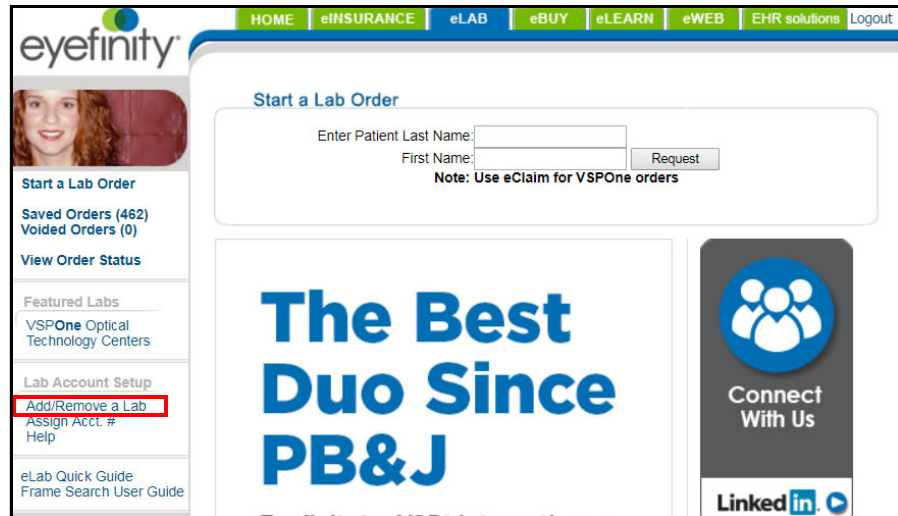 eyefinity
HOME eINSURANCE eLAB eBUY eLEARN eWEB EHR solutions Logout
Start a Lab Order
Saved Orders (462)
Voided Orders (0)
View Order Status
Featured Labs
VSPOne Optical
Technology Centers
Lab Account Setup
Add/Remove a Lab
Assign Acct. #
Help
eLab Quick Guide
Frame Search User Guide
Start a Lab Order
Enter Patient Last Name:
First Name: Request
Note: Use eClaim for VSPOne orders
The Best
Duo Since
PB&J
Connect
With Us
Linked in.